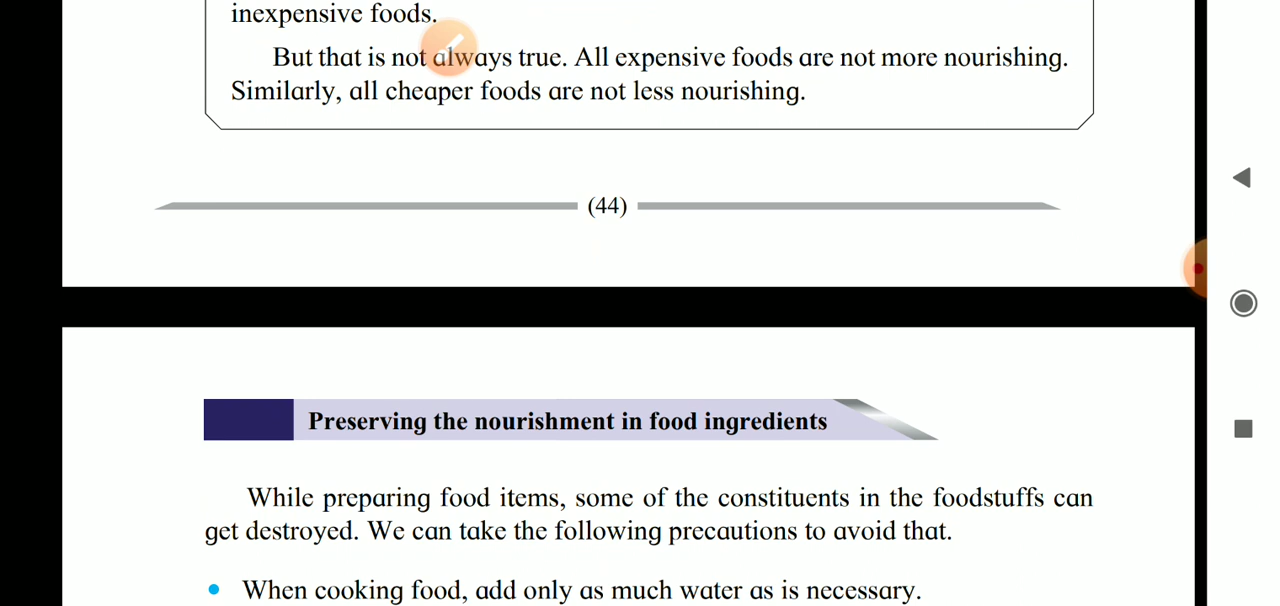 inexpensive foods.
But that is not always true. All expensive foods are not more nourishing.
Similarly, all cheaper foods are not less nourishing.
(44)
Preserving the nourishment in food ingredients
While preparing food items, some of the constituents in the foodstuffs can
get destroyed. We can take the following precautions to avoid that.
• When cooking food, add only as much water as is necessary.